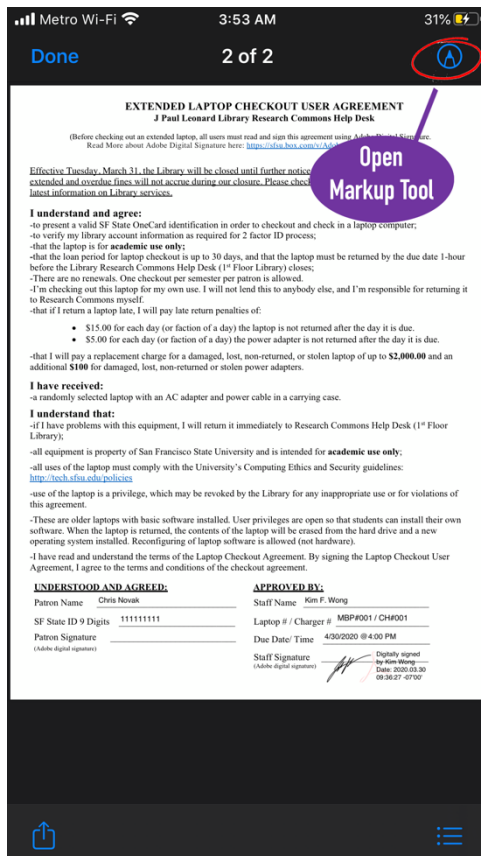 Metro Wi-Fi 3:53 AM 31%
Done 2 of 2
EXTENDED LAPTOP CHECKOUT USER AGREEMENT
J Paul Leonard Library Research Commons Help Desk
(Before checking out an extended laptop, all users must read and sign this agreement using Adobe Digital Signature.
Read More about Adobe Digital Signature here: https://sfsu.box.com/v/Ado
Open
Markup Tool
Effective Tuesday, March 31, the Library will be closed until further notice
extended and overdue fines will not accrue during our closure. Please check
latest information on Library services.
I understand and agree:
-to present a valid SF State OneCard identification in order to checkout and check in a laptop computer;
-to verify my library account information as required for 2 factor ID process;
-that the laptop is for academic use only;
-that the loan period for laptop checkout is up to 30 days, and that the laptop must be returned by the due date 1-hour
before the Library Research Commons Help Desk (1st Floor Library) closes;
-There are no renewals. One checkout per semester per patron is allowed.
-I'm checking out this laptop for my own use. I will not lend this to anybody else, and I'm responsible for returning it
to Research Commons myself.
-that if I return a laptop late, I will pay late return penalties of:
• $15.00 for each day (or faction of a day) the laptop is not returned after the day it is due.
• $5.00 for each day (or faction of a day) the power adapter is not returned after the day it is due.
-that I will pay a replacement charge for a damaged, lost, non-returned, or stolen laptop of up to $2,000.00 and an
additional $100 for damaged, lost, non-returned or stolen power adapters.
I have received:
-a randomly selected laptop with an AC adapter and power cable in a carrying case.
I understand that:
-if I have problems with this equipment, I will return it immediately to Research Commons Help Desk (1st Floor
Library);
-all equipment is property of San Francisco State University and is intended for academic use only;
-all uses of the laptop must comply with the University's Computing Ethics and Security guidelines:
http://tech.sfsu.edu/policies
-use of the laptop is a privilege, which may be revoked by the Library for any inappropriate use or for violations of
this agreement.
-These are older laptops with basic software installed. User privileges are open so that students can install their own
software. When the laptop is returned, the contents of the laptop will be erased from the hard drive and a new
operating system installed. Reconfiguring of laptop software is allowed (not hardware).
-I have read and understand the terms of the Laptop Checkout Agreement. By signing the Laptop Checkout User
Agreement, I agree to the terms and conditions of the checkout agreement.
UNDERSTOOD AND AGREED:
Patron Name Chris Novak
SF State ID 9 Digits 111111111
Patron Signature
(Adobe digital signature)
APPROVED BY:
Staff Name Kim F. Wong
Laptop # / Charger # MBP#001 / CH#001
Due Date/ Time 4/30/2020 @4:00 PM
Staff Signature
(Adobe digital signature)
Digitally signed
by Kim Wong
Date: 2020.03.30
09:36:27 -07'00'